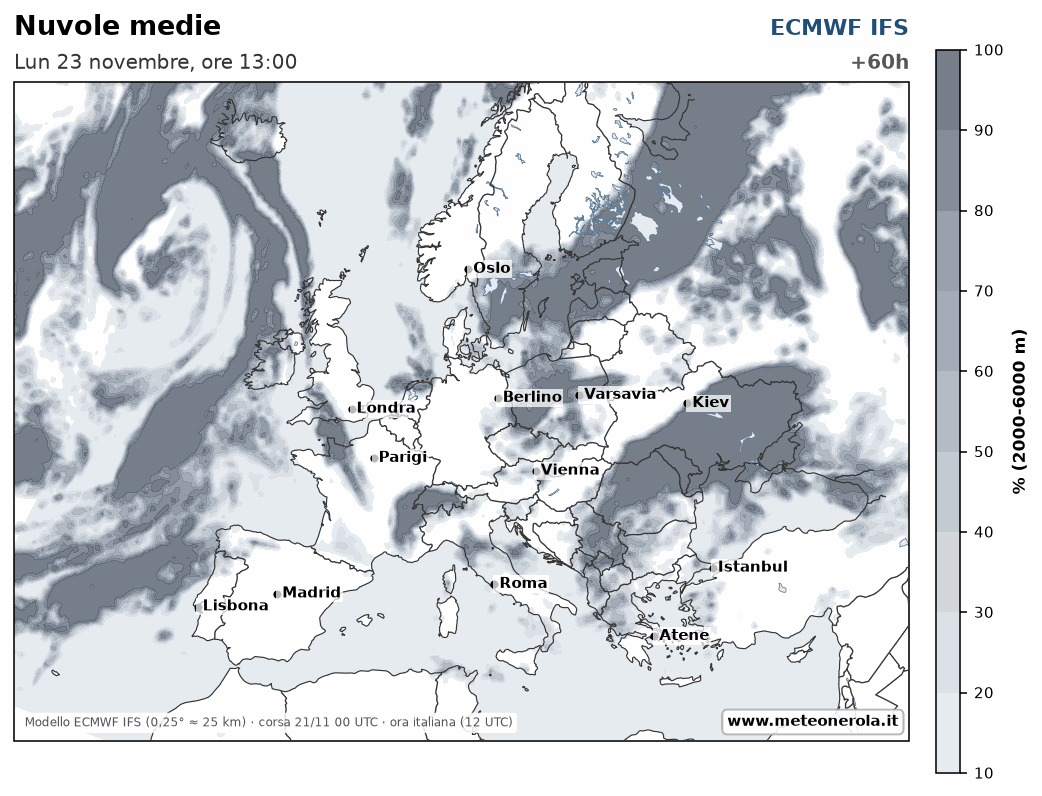 Nuvole medie
ECMWF IFS
Lun 23 novembre, ore 13:00
+60h
100
90
80
70
60
50
40
30
20
10
% (2000-6000 m)
Oslo
Berlino
Varsavia
Kiev
Londra
Parigi
Vienna
Istanbul
Roma
Madrid
Lisbona
Atene
Modello ECMWF IFS (0,25° ≈ 25 km) · corsa 21/11 00 UTC · ora italiana (12 UTC)
www.meteonerola.it